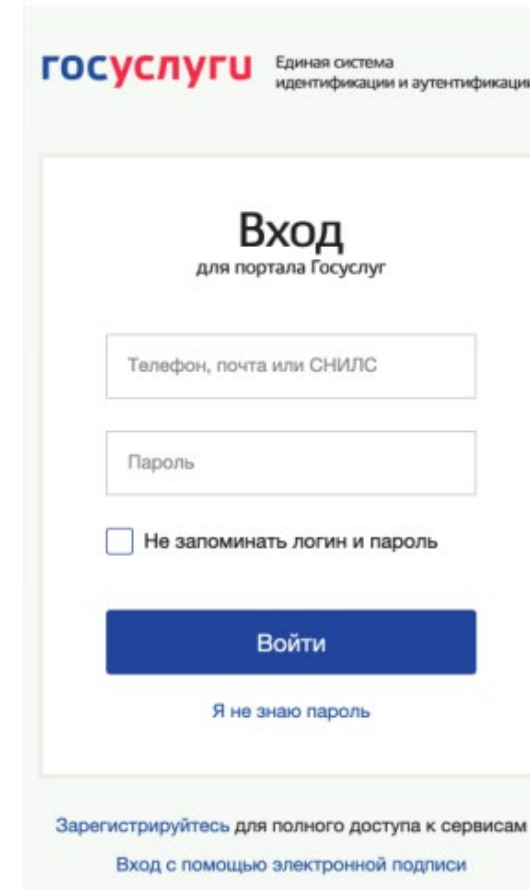 госуслуги
Единая система
идентификации и аутентификации
Вход
для портала Госуслуг
Телефон, почта или СНИЛС
Пароль
Не запоминать логин и пароль
Войти
Я не знаю пароль
Зарегистрируйтесь для полного доступа к сервисам
Вход с помощью электронной подписи